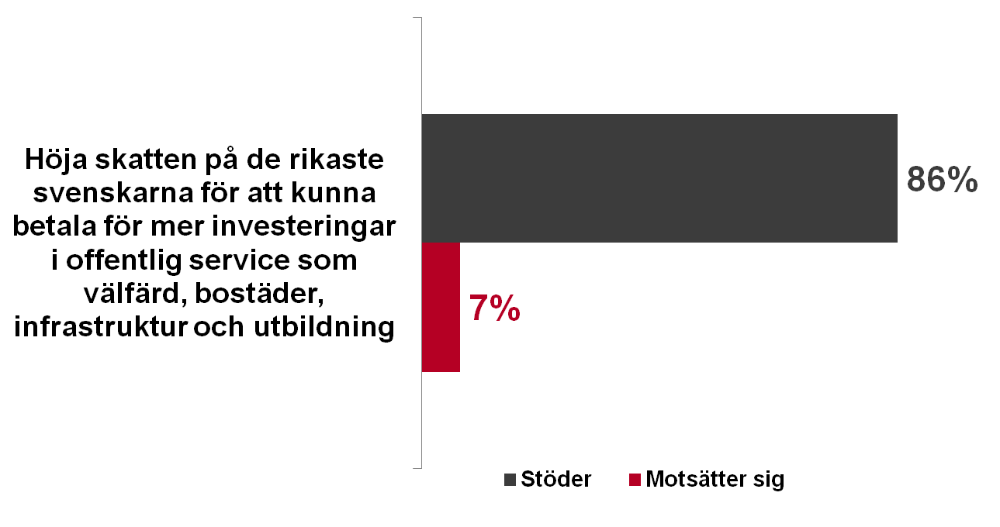 Höja skatten på de rikaste
svenskarna för att kunna
betala för mer investeringar
i offentlig service som
välfärd, bostäder,
infrastruktur och utbildning
86%
7%
Stöder
Motsätter sig